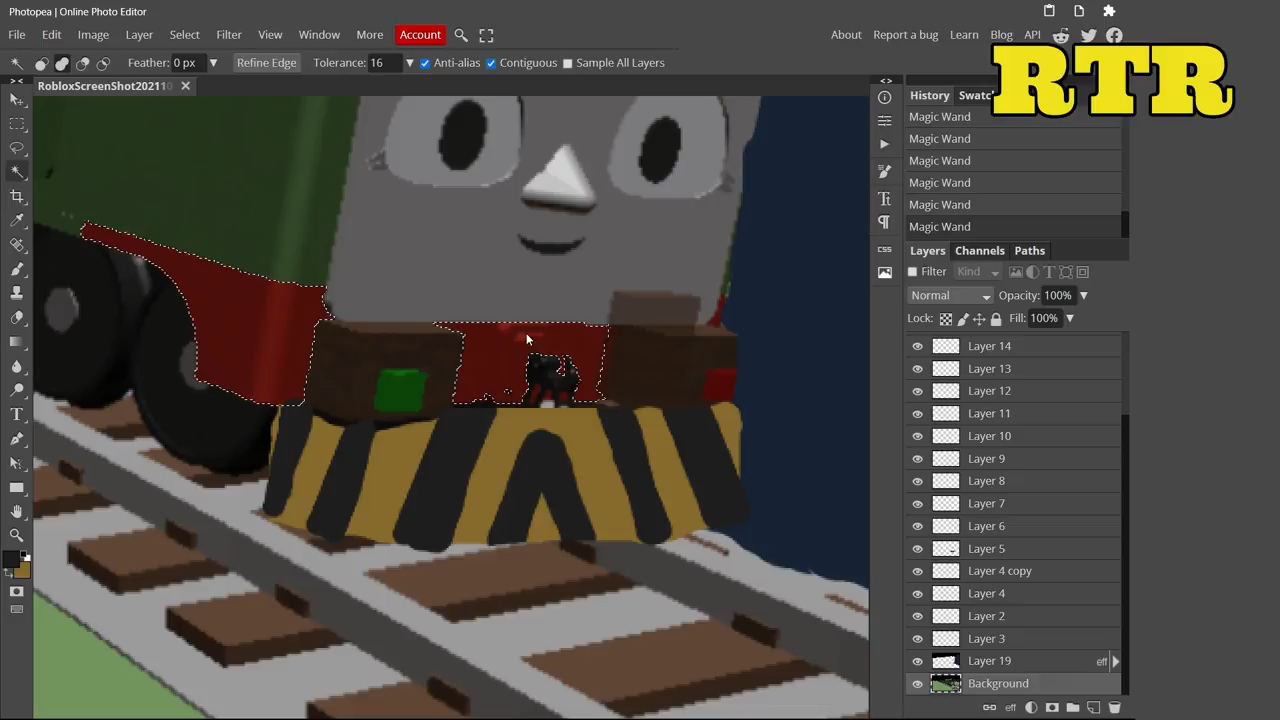 Photopea | Online Photo Editor
File Edit Image Layer Select Filter View Window More Account About Report a bug Learn Blog API
Feather: 0 px Refine Edge Tolerance: 16 Anti-alias Contiguous Sample All Layers
RTR
RobloxScreenShot20211
History Swatc
Magic Wand
Magic Wand
Magic Wand
Magic Wand
Magic Wand
Magic Wand
Layers Channels Paths
Filter Kind
Normal Opacity: 100%
Lock: Fill: 100%
Layer 14
Layer 13
Layer 12
Layer 11
Layer 10
Layer 9
Layer 8
Layer 7
Layer 6
Layer 5
Layer 4 copy
Layer 4
Layer 2
Layer 3
Layer 19 eff
Background
eff
CSS